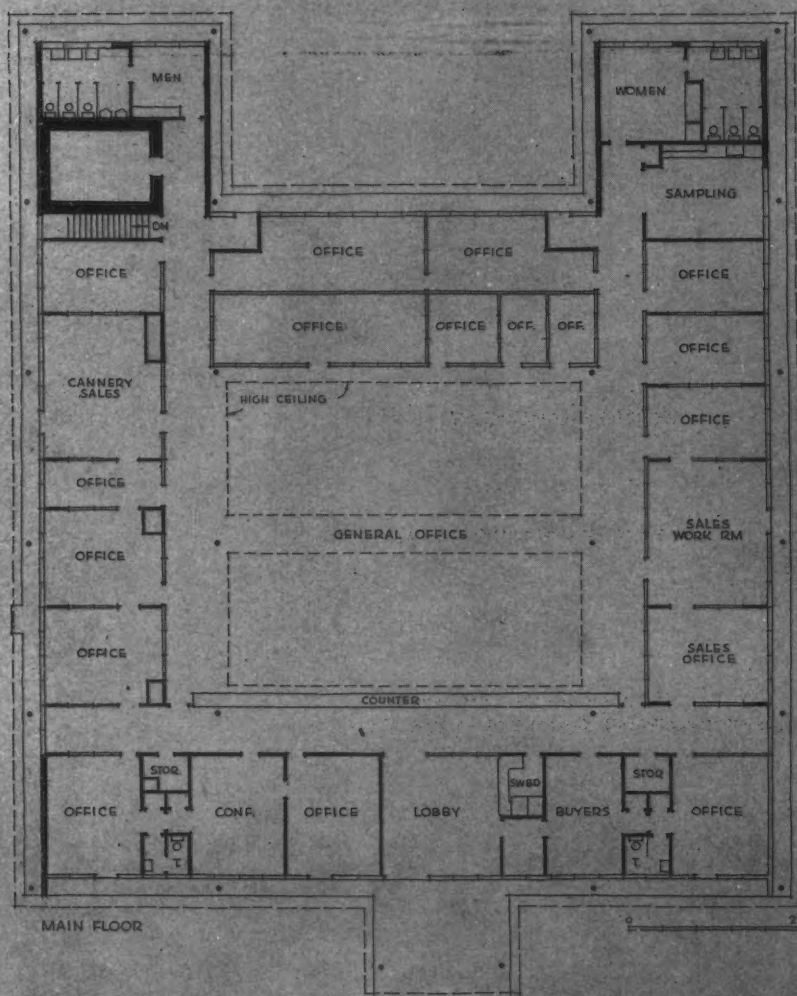 MEN
WOMEN
SAMPLING
DN
OFFICE
OFFICE
OFFICE
OFFICE
OFFICE
OFFICE
OFF.
OFF.
OFFICE
CANNERY
SALES
HIGH CEILING
OFFICE
OFFICE
GENERAL OFFICE
SALES
WORK RM
OFFICE
OFFICE
SALES
OFFICE
COUNTER
STOR.
SWBD
STOR.
OFFICE
CONF.
OFFICE
LOBBY
BUYERS
OFFICE
T.
T.
MAIN FLOOR
0
2